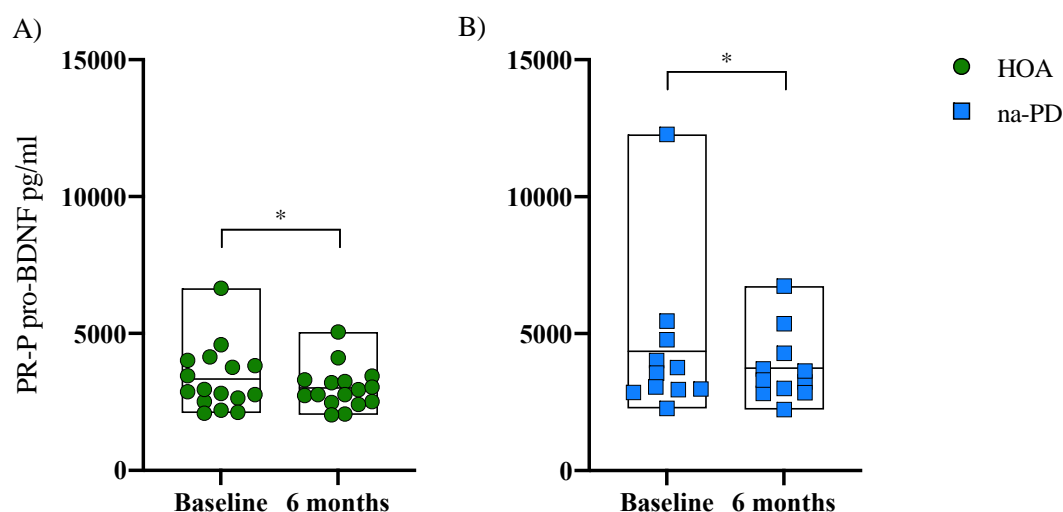 A)
PR-P pro-BDNF pg/ml
15000
10000
5000
0
*
Baseline 6 months
B)
15000
10000
5000
0
*
Baseline 6 months
HOA
na-PD